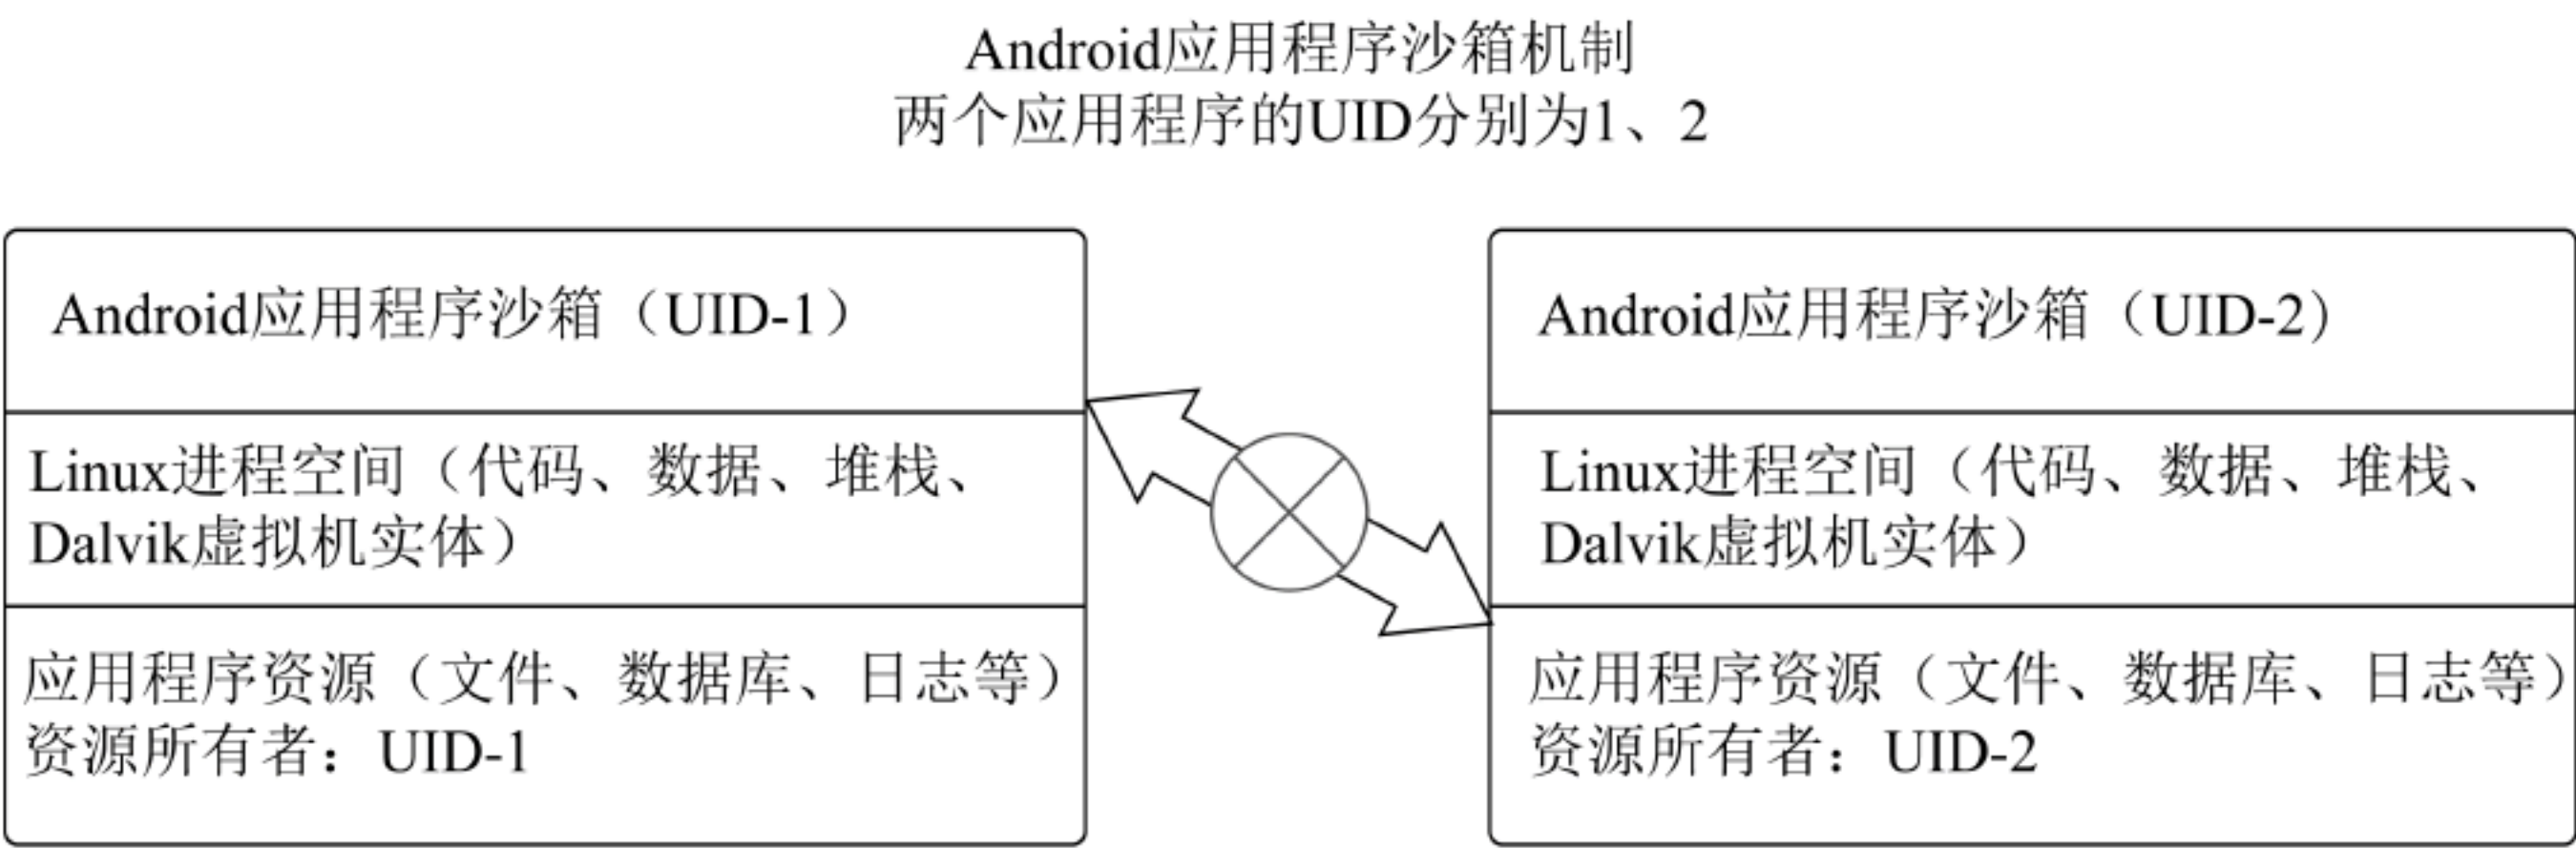 Android应用程序沙箱机制
两个应用程序的UID分别为1、2
Android应用程序沙箱（UID-1）
Linux进程空间（代码、数据、堆栈、
Dalvik虚拟机实体）
应用程序资源（文件、数据库、日志等）
资源所有者：UID-1
Android应用程序沙箱（UID-2）
Linux进程空间（代码、数据、堆栈、
Dalvik虚拟机实体）
应用程序资源（文件、数据库、日志等）
资源所有者：UID-2